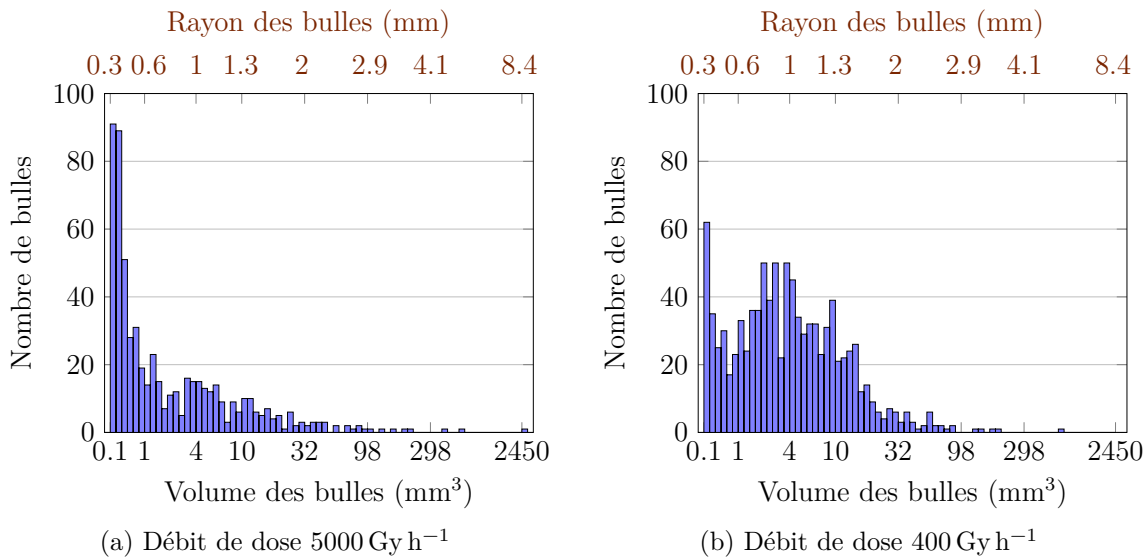 Rayon des bulles (mm)
0.3 0.6 1 1.3 2 2.9 4.1 8.4
100
80
60
40
20
0
Nombre de bulles
0.1 1 4 10 32 98 298 2450
Volume des bulles (mm³)
(a) Débit de dose 5000 Gy h⁻¹
Rayon des bulles (mm)
0.3 0.6 1 1.3 2 2.9 4.1 8.4
100
80
60
40
20
0
Nombre de bulles
0.1 1 4 10 32 98 298 2450
Volume des bulles (mm³)
(b) Débit de dose 400 Gy h⁻¹